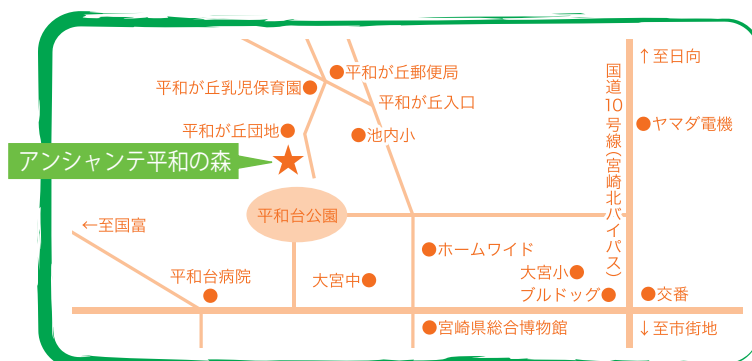 ↑至日向
平和が丘郵便局
平和が丘乳児保育園
平和が丘入口
国道10号線(宮崎北バイパス)
ヤマダ電機
平和が丘団地
池内小
アンシャンテ平和の森
平和台公園
←至国富
ホームワイド
平和台病院
大宮中
大宮小
ブルドッグ
交番
宮崎県総合博物館
↓至市街地